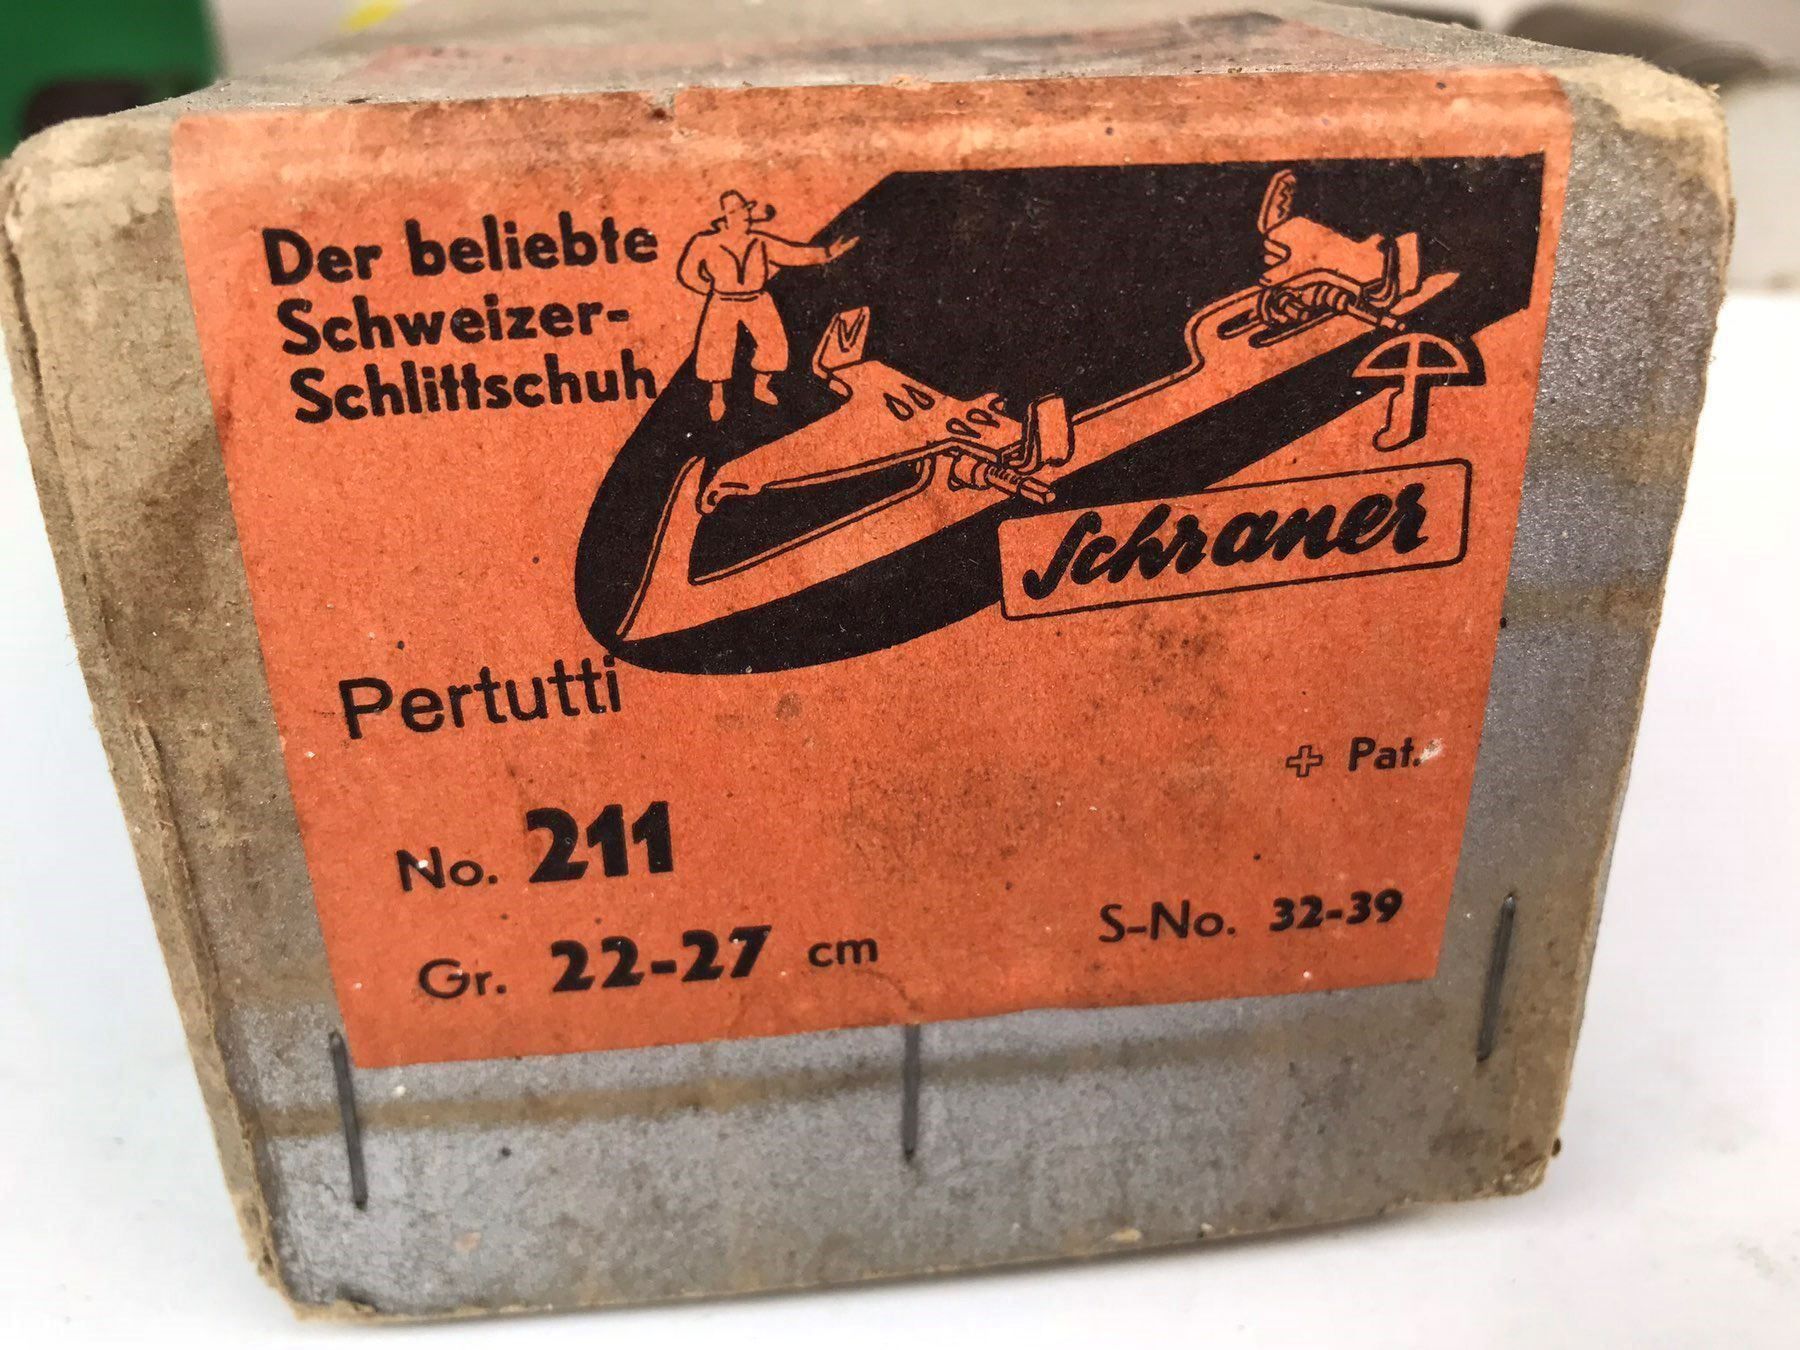 Der beliebte
Schweizer-
Schlittschuh
Schraner
Pertutti
+ Pat.
No. 211
Gr. 22-27 cm
S-No. 32-39